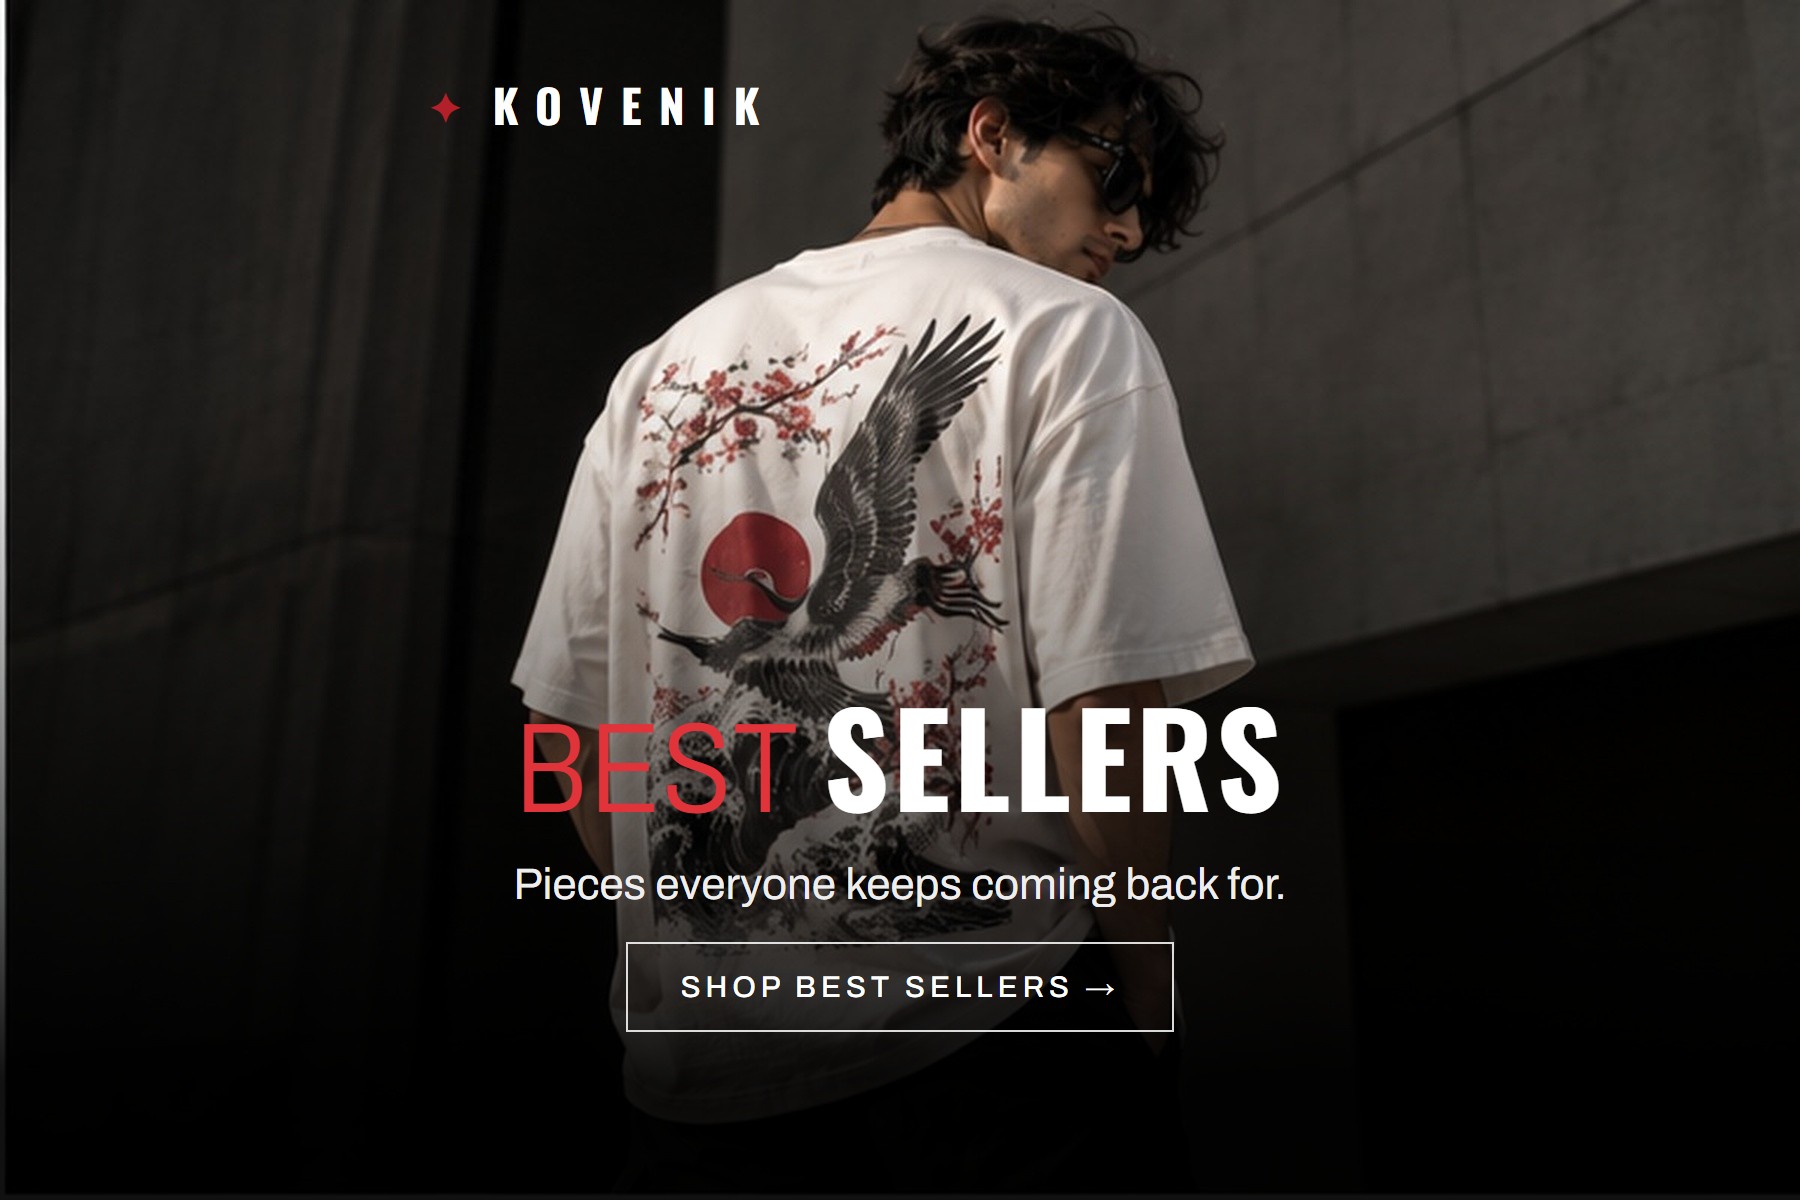 KOVENIK
BEST SELLERS
Pieces everyone keeps coming back for.
SHOP BEST SELLERS →